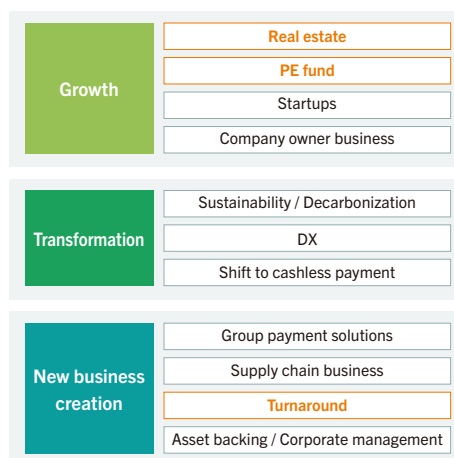 Growth
Real estate
PE fund
Startups
Company owner business
Transformation
Sustainability / Decarbonization
DX
Shift to cashless payment
New business
creation
Group payment solutions
Supply chain business
Turnaround
Asset backing / Corporate management